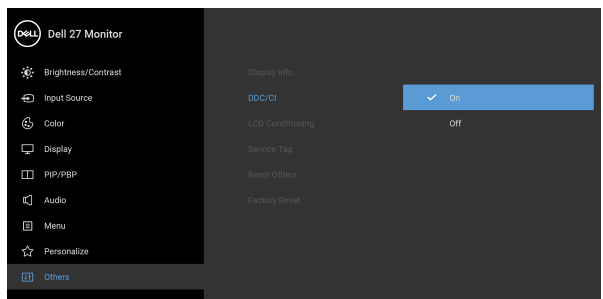 DELL Dell 27 Monitor
Brightness/Contrast
Input Source
Color
Display
PIP/PBP
Audio
Menu
Personalize
Others
Display Info
DDC/CI
LCD Conditioning
Service Tag
Reset Others
Factory Reset
On
Off